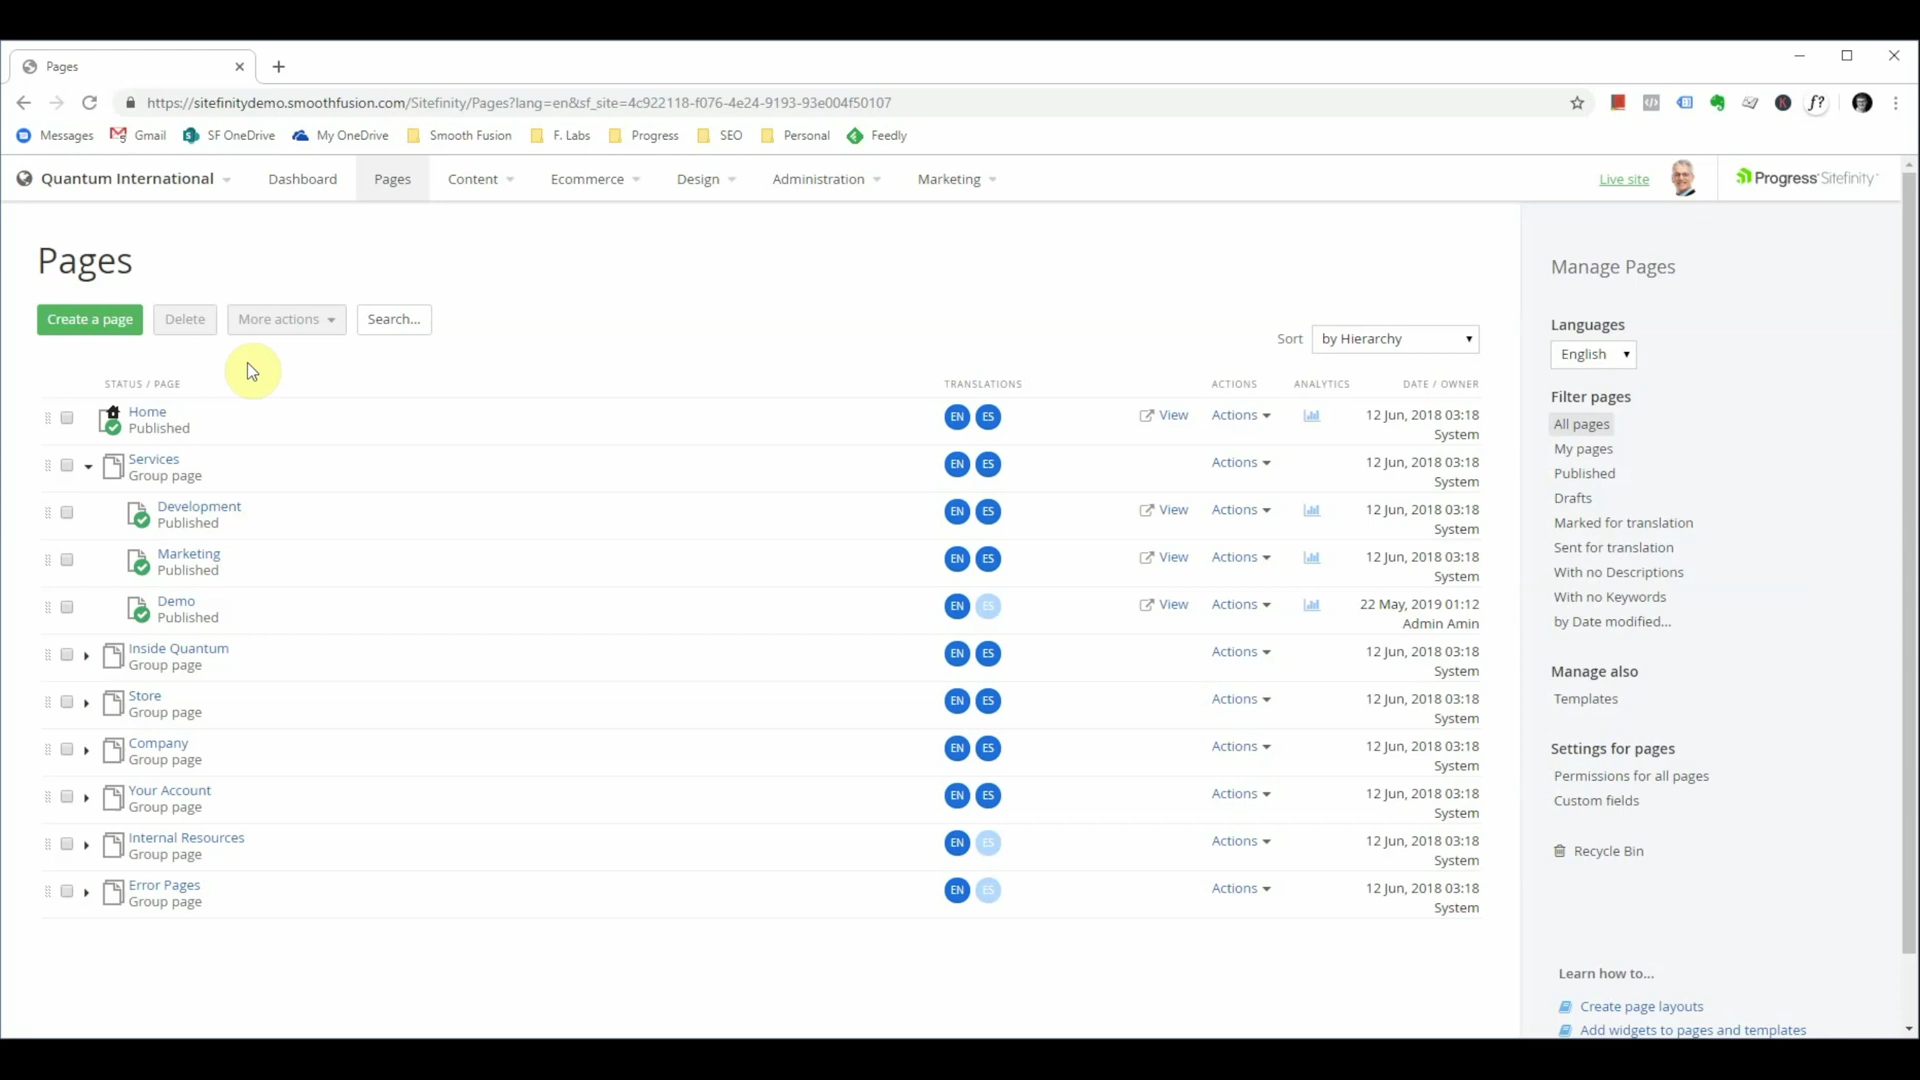 Pages
https://sitefinitydemo.smoothfusion.com/Sitefinity/Pages?lang=en&sf_site=4c922118-f076-4e24-9193-93e004f50107
Messages Gmail SF OneDrive My OneDrive Smooth Fusion F. Labs Progress SEO Personal Feedly
Quantum International Dashboard Pages Content Ecommerce Design Administration Marketing Live site Progress Sitefinity
Pages
Create a page Delete More actions Search...
Sort by Hierarchy
STATUS / PAGE TRANSLATIONS ACTIONS ANALYTICS DATE / OWNER
Home EN ES View Actions 12 Jun, 2018 03:18
Published System
Services EN ES Actions 12 Jun, 2018 03:18
Group page System
Development EN ES View Actions 12 Jun, 2018 03:18
Published System
Marketing EN ES View Actions 12 Jun, 2018 03:18
Published System
Demo EN ES View Actions 22 May, 2019 01:12
Published Admin Amin
Inside Quantum EN ES Actions 12 Jun, 2018 03:18
Group page System
Store EN ES Actions 12 Jun, 2018 03:18
Group page System
Company EN ES Actions 12 Jun, 2018 03:18
Group page System
Your Account EN ES Actions 12 Jun, 2018 03:18
Group page System
Internal Resources EN ES Actions 12 Jun, 2018 03:18
Group page System
Error Pages EN ES Actions 12 Jun, 2018 03:18
Group page System
Manage Pages
Languages
English
Filter pages
All pages
My pages
Published
Drafts
Marked for translation
Sent for translation
With no Descriptions
With no Keywords
by Date modified...
Manage also
Templates
Settings for pages
Permissions for all pages
Custom fields
Recycle Bin
Learn how to...
Create page layouts
Add widgets to pages and templates